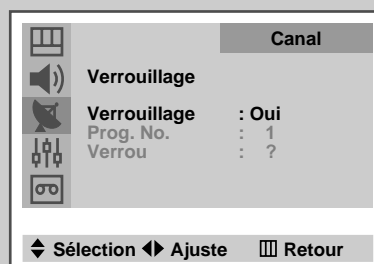 Canal
Verrouillage
Verrouillage : Oui
Prog. No. : 1
Verrou : ?
Sélection Ajuste Retour